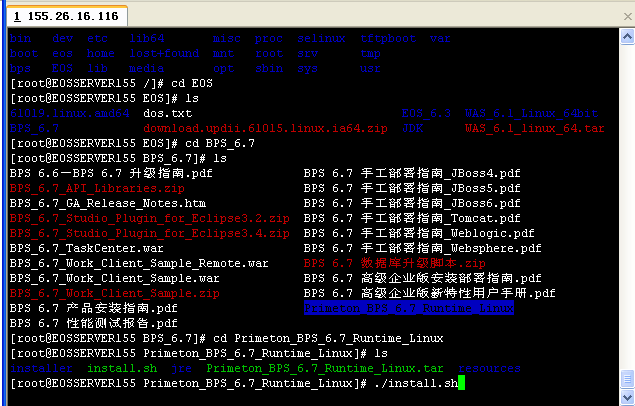 1 155.26.16.116
bin dev etc lib64 misc proc selinux tftpboot var
boot eos home lost+found mnt root srv tmp
bps EOS lib media opt sbin sys usr
[root@EOSSERVER155 /]# cd EOS
[root@EOSSERVER155 EOS]# ls
61019.linux.amd64 dos.txt EOS_6.3 WAS_6.1_Linux_64bit
BPS_6.7 download.updii.61015.linux.ia64.zip JDK WAS_6.1_linux_64.tar
[root@EOSSERVER155 EOS]# cd BPS_6.7
[root@EOSSERVER155 BPS_6.7]# ls
BPS 6.6—BPS 6.7 升级指南.pdf BPS 6.7 手工部署指南_JBoss4.pdf
BPS_6.7_API_Libraries.zip BPS 6.7 手工部署指南_JBoss5.pdf
BPS_6.7_GA_Release_Notes.htm BPS 6.7 手工部署指南_JBoss6.pdf
BPS_6.7_Studio_Plugin_for_Eclipse3.2.zip BPS 6.7 手工部署指南_Tomcat.pdf
BPS_6.7_Studio_Plugin_for_Eclipse3.4.zip BPS 6.7 手工部署指南_Weblogic.pdf
BPS_6.7_TaskCenter.war BPS 6.7 手工部署指南_Websphere.pdf
BPS_6.7_Work_Client_Sample_Remote.war BPS 6.7 数据库升级脚本.zip
BPS_6.7_Work_Client_Sample.war BPS 6.7 高级企业版安装部署指南.pdf
BPS_6.7_Work_Client_Sample.zip BPS 6.7 高级企业版新特性用户手册.pdf
BPS 6.7 产品安装指南.pdf Primeton_BPS_6.7_Runtime_Linux
BPS 6.7 性能测试报告.pdf
[root@EOSSERVER155 BPS_6.7]# cd Primeton_BPS_6.7_Runtime_Linux
[root@EOSSERVER155 Primeton_BPS_6.7_Runtime_Linux]# ls
installer install.sh jre Primeton_BPS_6.7_Runtime_Linux.tar resources
[root@EOSSERVER155 Primeton_BPS_6.7_Runtime_Linux]# ./install.sh